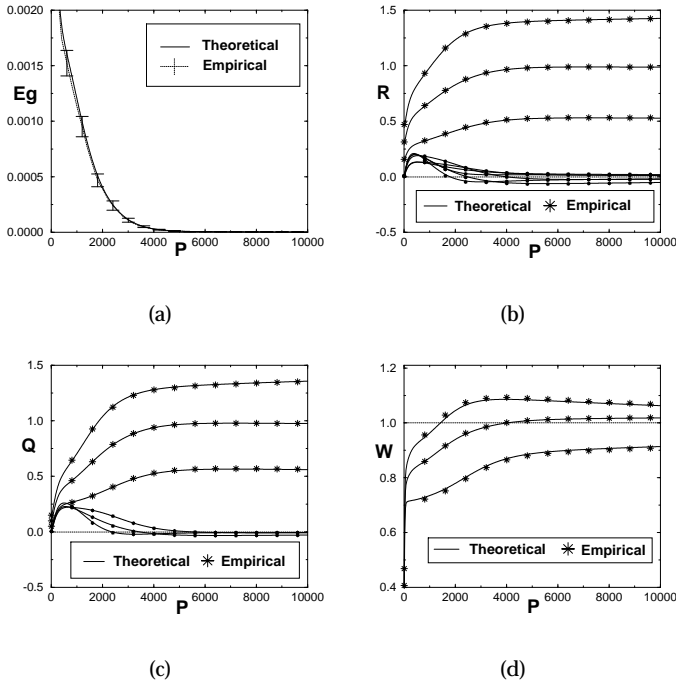 0.0020
0.0015
Eg
0.0010
0.0005
0.0000
Theoretical
Empirical
0 2000 4000 6000 8000 10000
P
(a)
1.5
1.0
R
0.5
0.0
-0.5
Theoretical Empirical
0 2000 4000 6000 8000 10000
P
(b)
1.5
1.0
Q
0.5
0.0
-0.5
Theoretical Empirical
0 2000 4000 6000 8000 10000
P
(c)
1.2
1.0
W
0.8
0.6
0.4
Theoretical
Empirical
0 2000 4000 6000 8000 10000
P
(d)